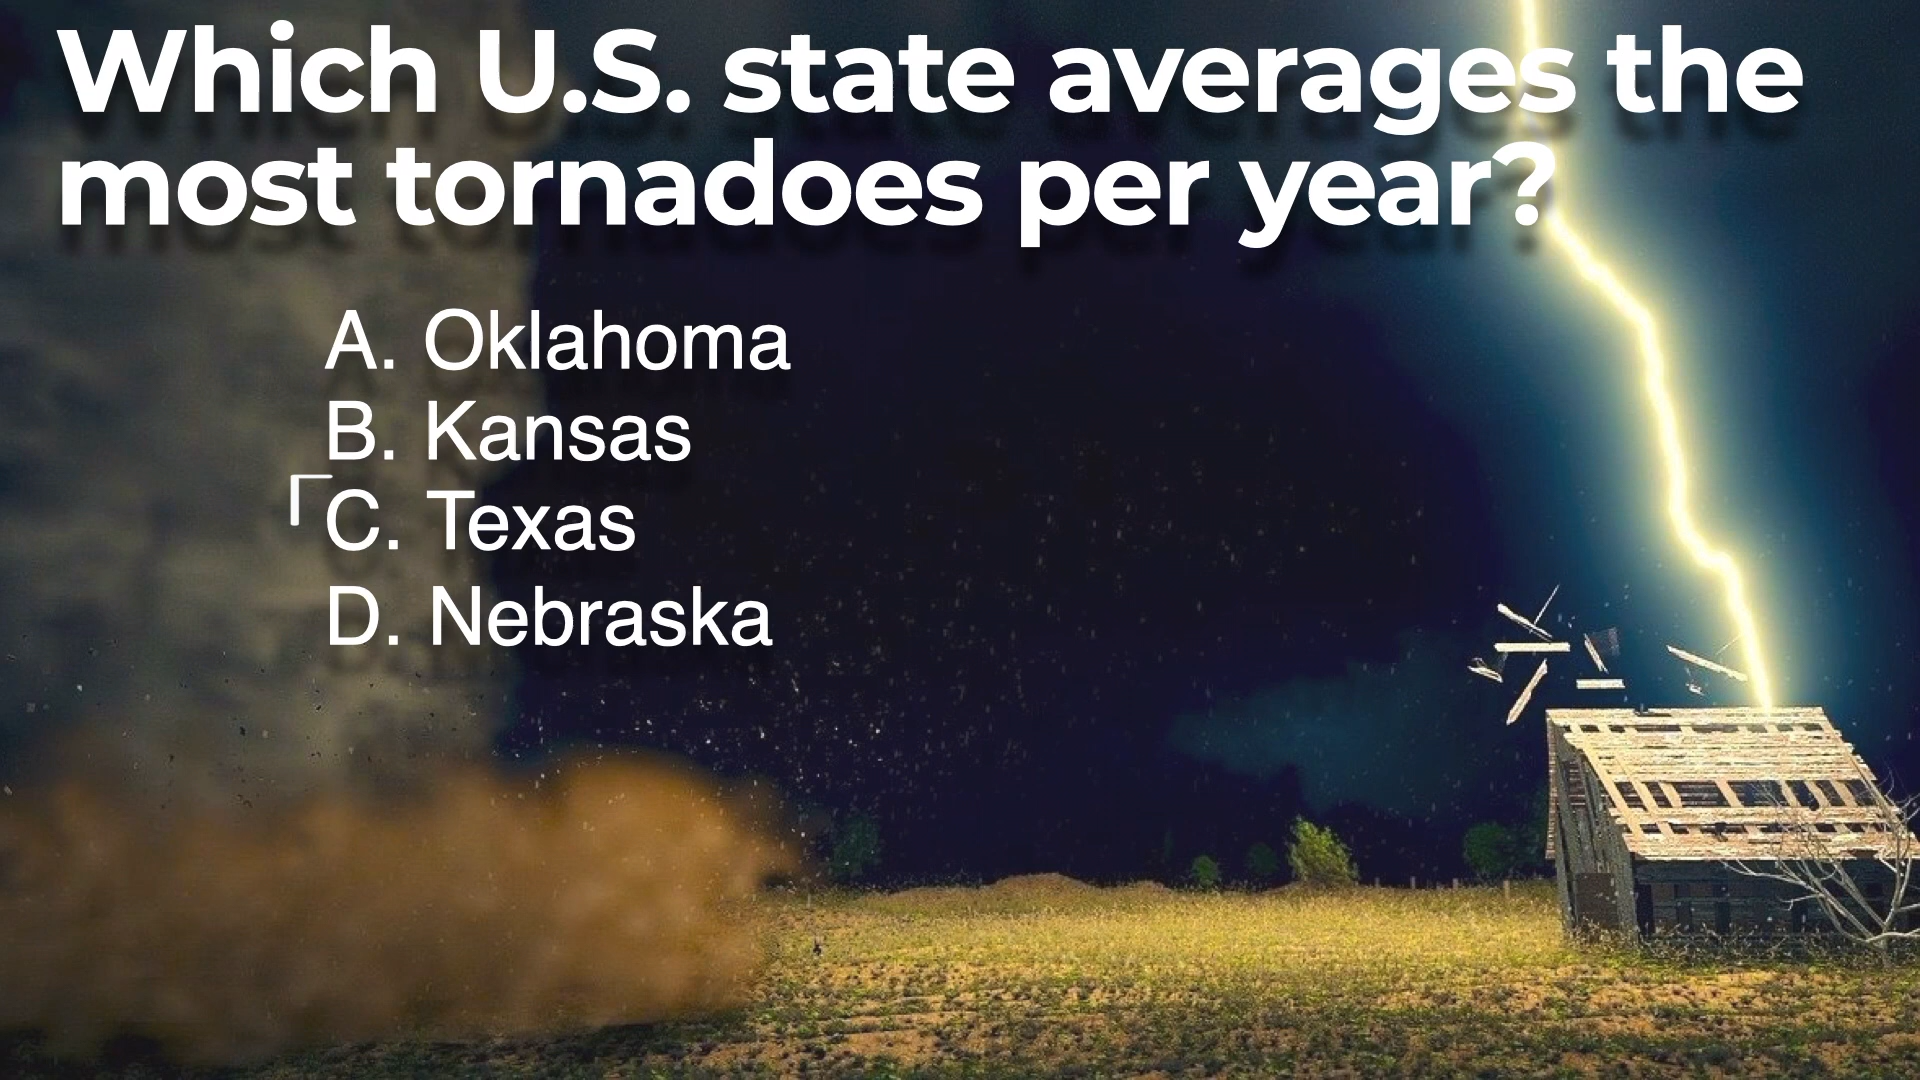 Which U.S. state averages the
most tornadoes per year?
A. Oklahoma
B. Kansas
C. Texas
D. Nebraska